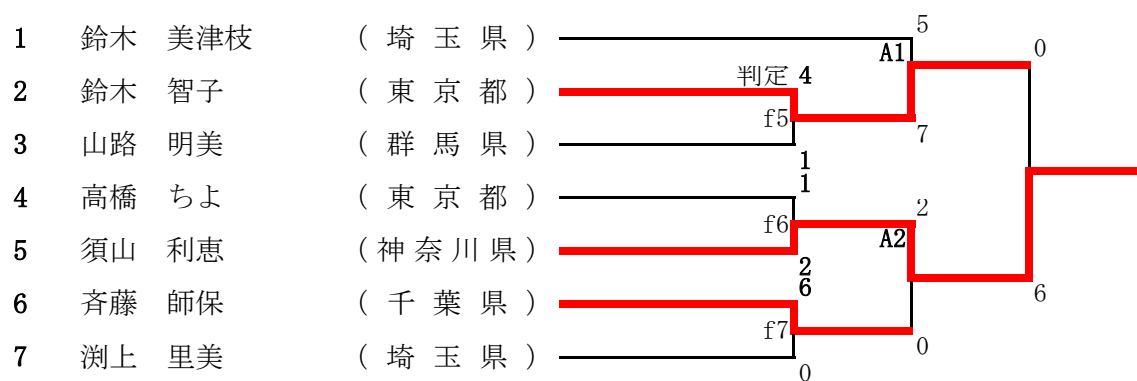 5
1 鈴木 美津枝 (埼玉県) A1 0
判定 4
2 鈴木 智子 (東京都)
f5
3 山路 明美 (群馬県) 7
1
1
4 高橋 ちよ (東京都) 2
f6
A2
5 須山 利恵 (神奈川県)
2
6
6 斉藤 師保 (千葉県) 6
f7
7 渕上 里美 (埼玉県) 0
0